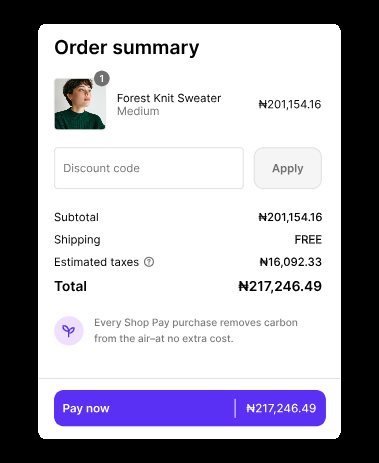 Order summary
1
Forest Knit Sweater
Medium
₦201,154.16
Discount code
Apply
Subtotal ₦201,154.16
Shipping FREE
Estimated taxes ? ₦16,092.33
Total ₦217,246.49
Every Shop Pay purchase removes carbon
from the air–at no extra cost.
Pay now ₦217,246.49